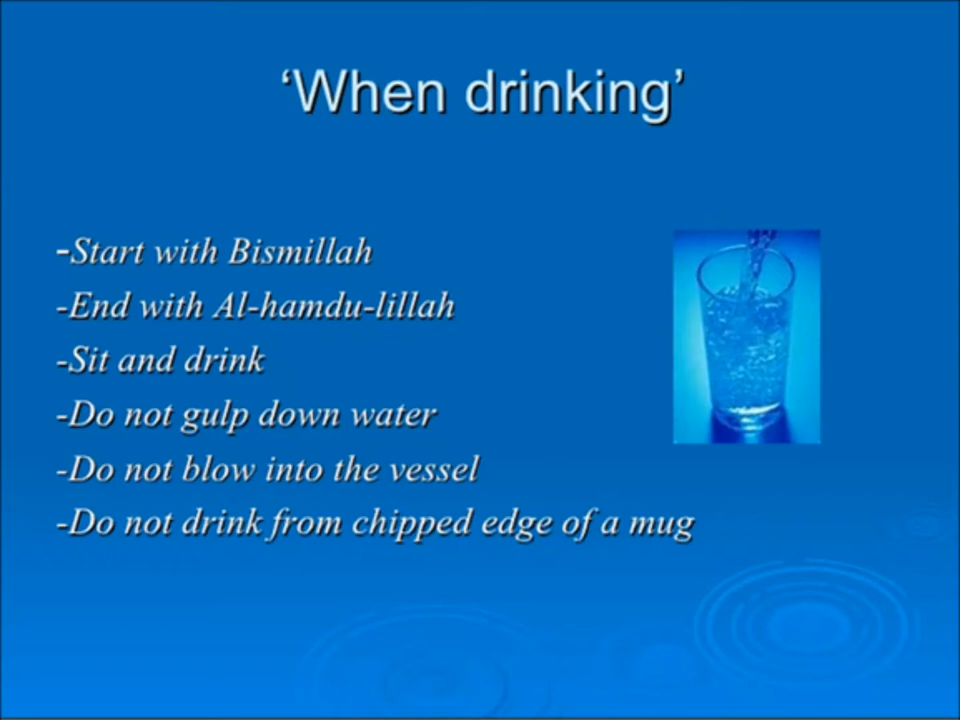 ‘When drinking’
-Start with Bismillah
-End with Al-hamdu-lillah
-Sit and drink
-Do not gulp down water
-Do not blow into the vessel
-Do not drink from chipped edge of a mug